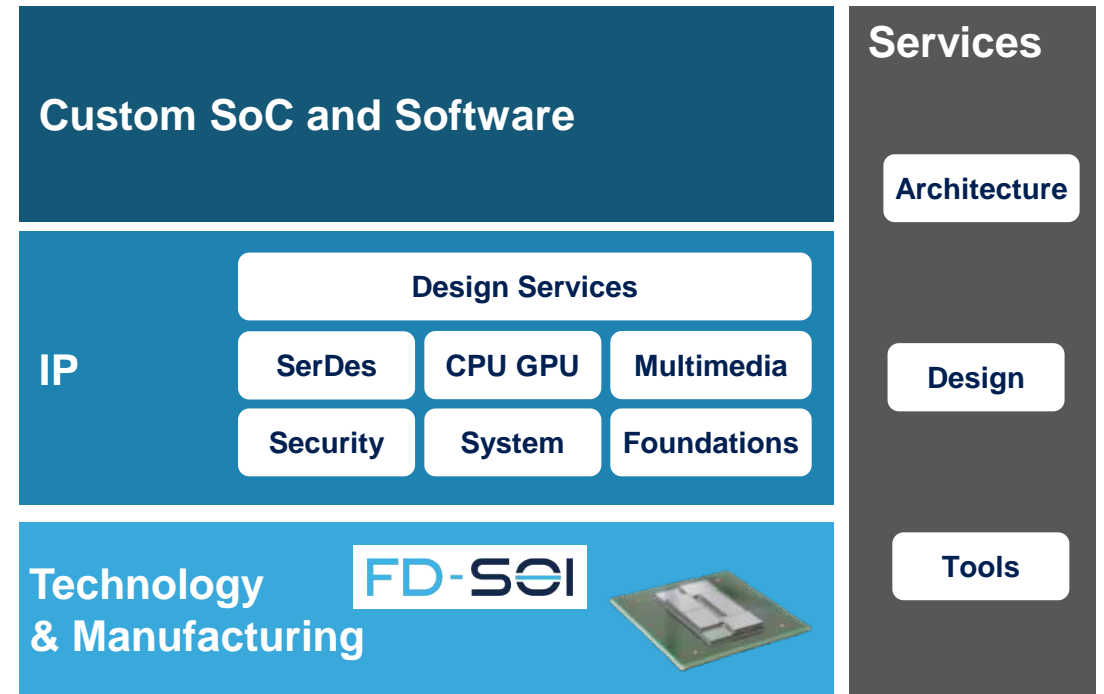 Custom SoC and Software
IP
Design Services
SerDes
CPU GPU
Multimedia
Security
System
Foundations
Technology
& Manufacturing
FD-SOI
Services
Architecture
Design
Tools